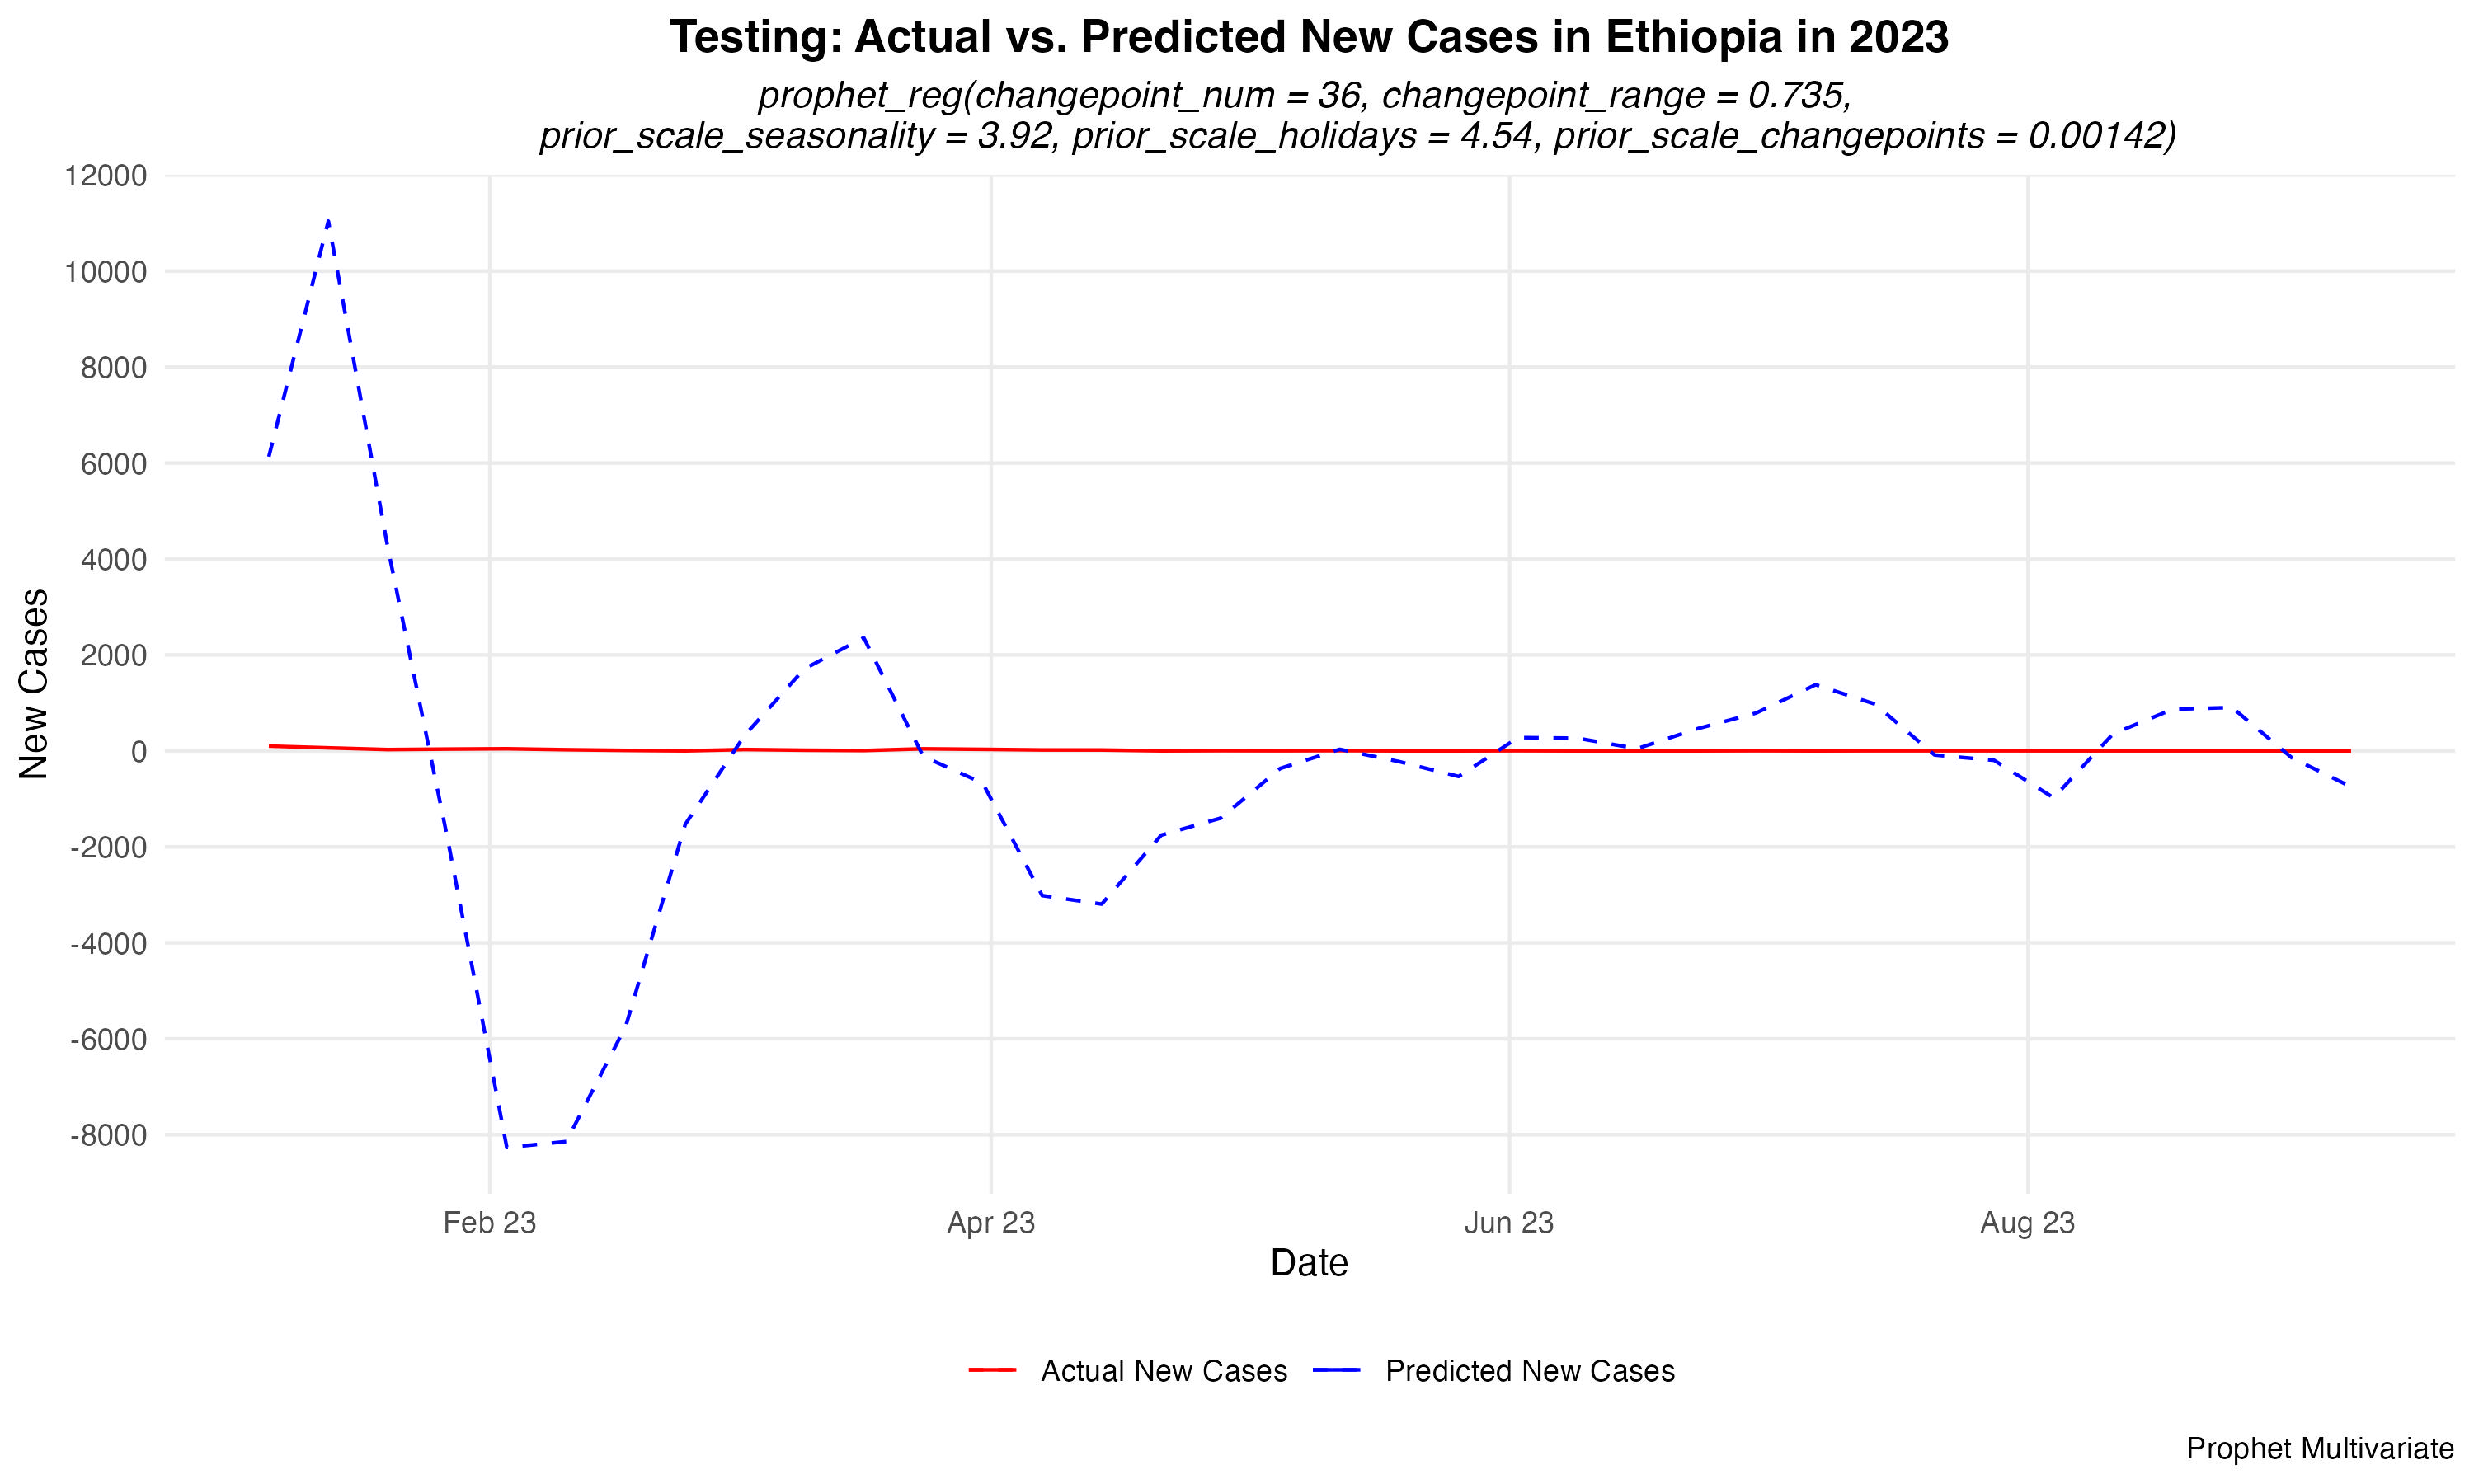 Testing: Actual vs. Predicted New Cases in Ethiopia in 2023
prophet_reg(changepoint_num = 36, changepoint_range = 0.735,
prior_scale_seasonality = 3.92, prior_scale_holidays = 4.54, prior_scale_changepoints = 0.00142)
12000
10000
8000
6000
4000
2000
0
-2000
-4000
-6000
-8000
New Cases
Feb 23 Apr 23 Jun 23 Aug 23
Date
Actual New Cases Predicted New Cases
Prophet Multivariate